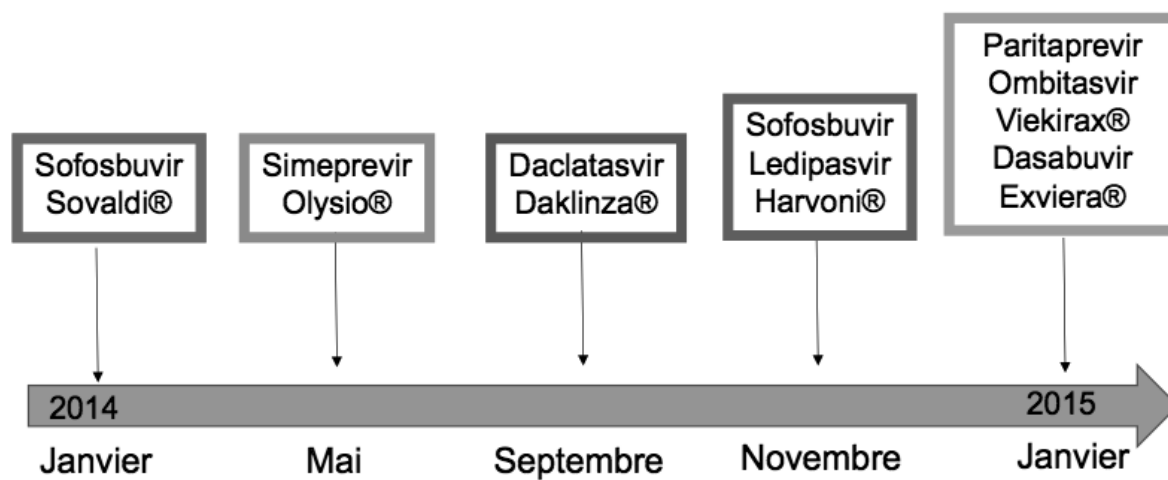 Sofosbuvir
Sovaldi®
Simeprevir
Olysio®
Daclatasvir
Daklinza®
Sofosbuvir
Ledipasvir
Harvoni®
Paritaprevir
Ombitasvir
Viekirax®
Dasabuvir
Exviera®
2014
2015
Janvier
Mai
Septembre
Novembre
Janvier